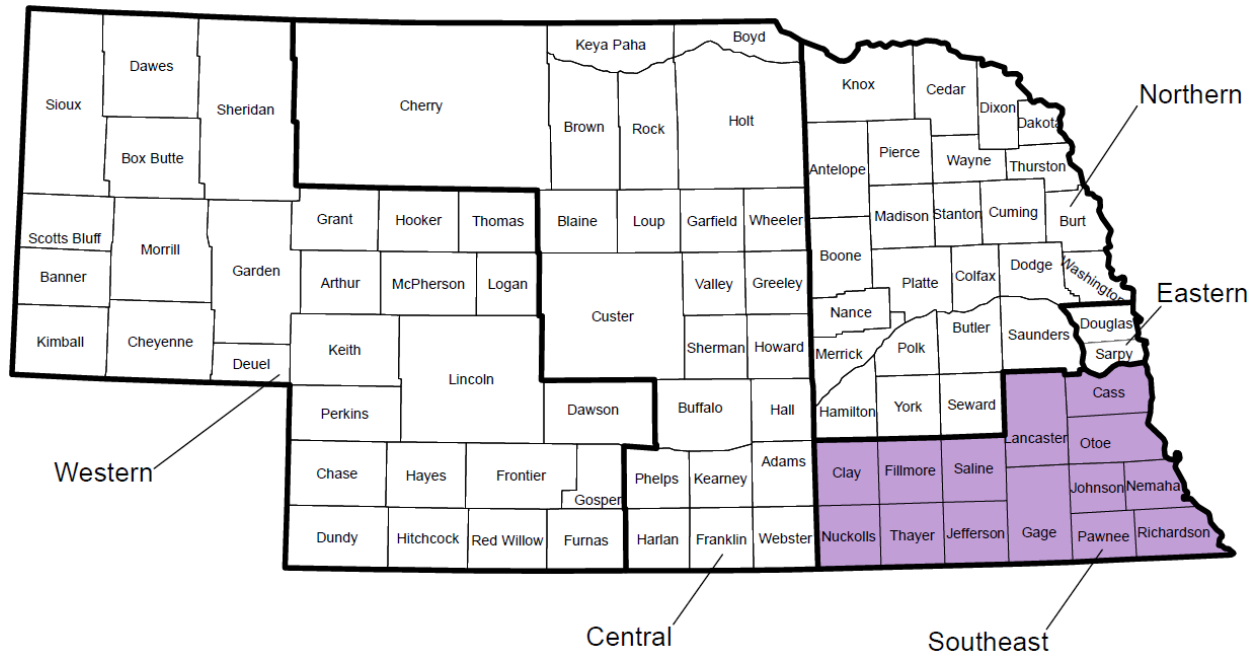 Keya Paha
Boyd
Dawes
Sioux
Sheridan
Cherry
Brown
Rock
Holt
Knox
Cedar
Dixon
Dakota
Northern
Box Butte
Antelope
Pierce
Wayne
Thurston
Scotts Bluff
Morrill
Garden
Grant
Hooker
Thomas
Blaine
Loup
Garfield
Wheeler
Madison
Stanton
Cuming
Burt
Banner
Arthur
McPherson
Logan
Valley
Greeley
Boone
Platte
Colfax
Dodge
Washington
Eastern
Kimball
Cheyenne
Deuel
Keith
Lincoln
Custer
Sherman
Howard
Nance
Merrick
Polk
Butler
Saunders
Douglas
Sarpy
Perkins
Dawson
Buffalo
Hall
Hamilton
York
Seward
Lancaster
Cass
Otoe
Western
Chase
Hayes
Frontier
Gosper
Phelps
Kearney
Adams
Clay
Fillmore
Saline
Johnson
Nemaha
Dundy
Hitchcock
Red Willow
Furnas
Harlan
Franklin
Webster
Nuckolls
Thayer
Jefferson
Gage
Pawnee
Richardson
Central
Southeast